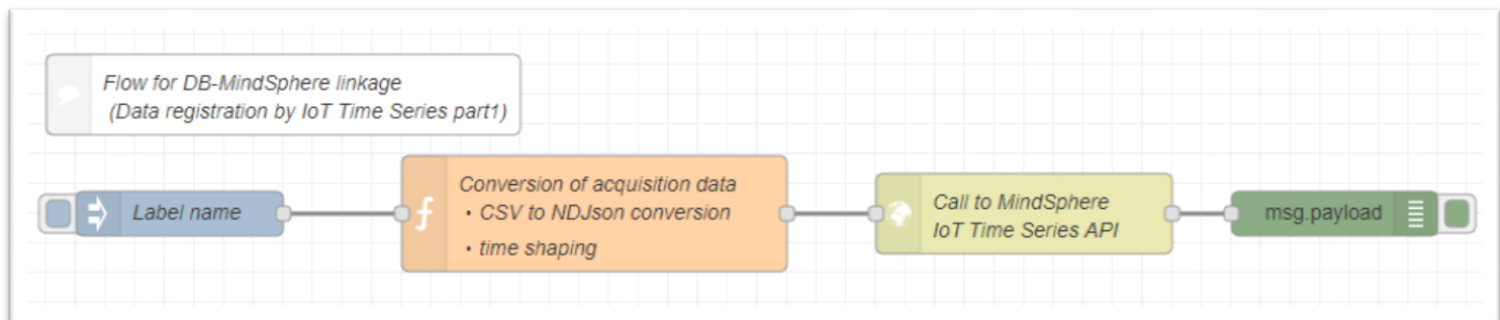 Flow for DB-MindSphere linkage
(Data registration by IoT Time Series part1)
Label name
Conversion of acquisition data
・CSV to NDJson conversion
・time shaping
Call to MindSphere
IoT Time Series API
msg.payload